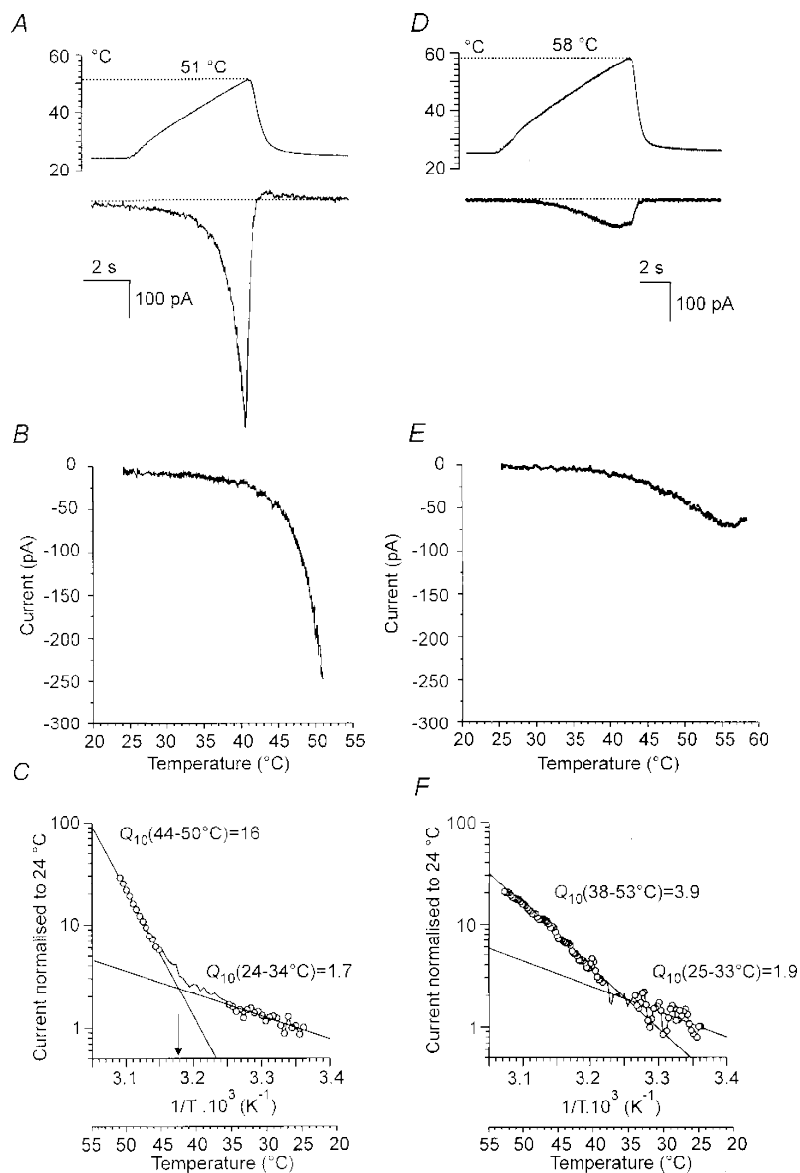 A
°C
60
51 °C
40
20
2 s
100 pA
B
0
-50
-100
-150
-200
-250
-300
Current (pA)
20 25 30 35 40 45 50 55
Temperature (°C)
C
100
10
1
Current normalised to 24 °C
Q10(44-50°C)=16
Q10(24-34°C)=1.7
3.1 3.2 3.3 3.4
1/T .10³ (K⁻¹)
55 50 45 40 35 30 25 20
Temperature (°C)
D
°C
60
58 °C
40
20
2 s
100 pA
E
0
-50
-100
-150
-200
-250
-300
Current (pA)
20 25 30 35 40 45 50 55 60
Temperature (°C)
F
100
10
1
Current normalised to 24 °C
Q10(38-53°C)=3.9
Q10(25-33°C)=1.9
3.1 3.2 3.3 3.4
1/T.10³ (K⁻¹)
55 50 45 40 35 30 25 20
Temperature (°C)